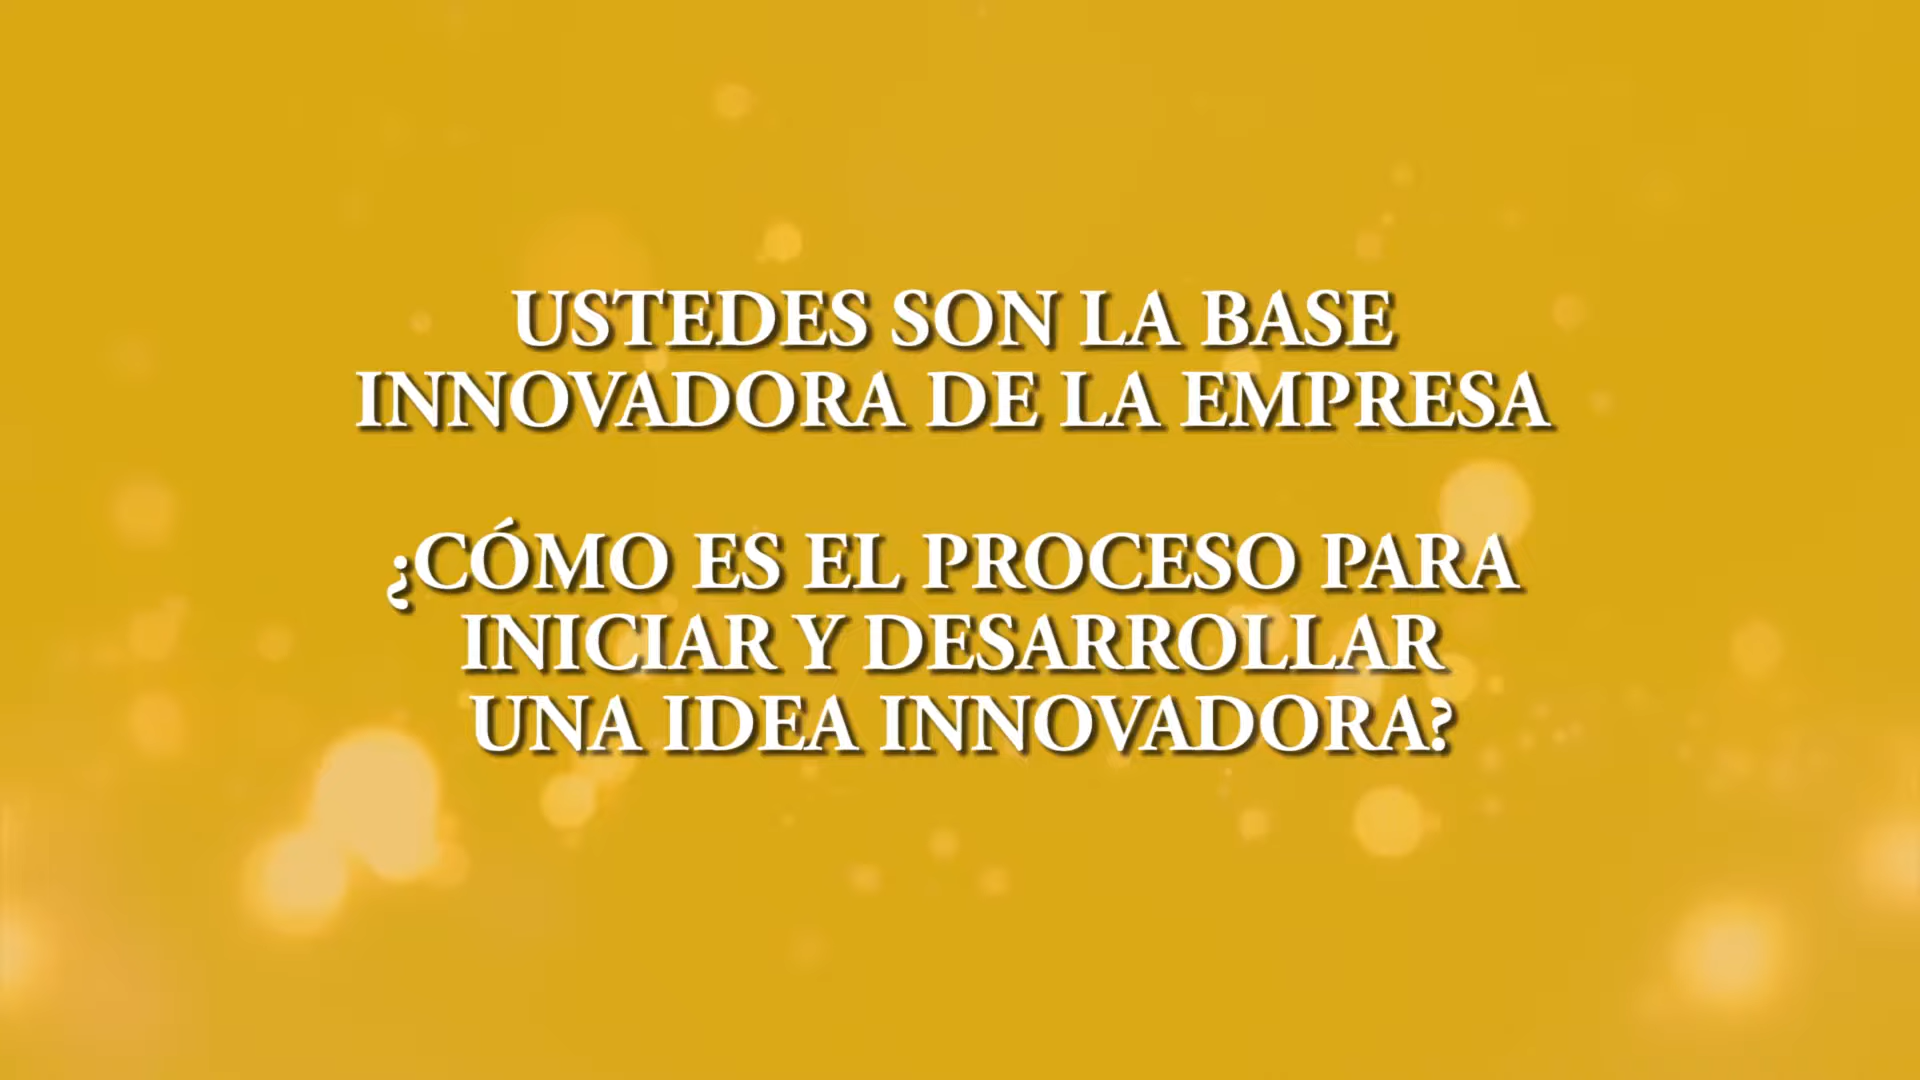 USTEDES SON LA BASE
INNOVADORA DE LA EMPRESA
¿CÓMO ES EL PROCESO PARA
INICIAR Y DESARROLLAR
UNA IDEA INNOVADORA?